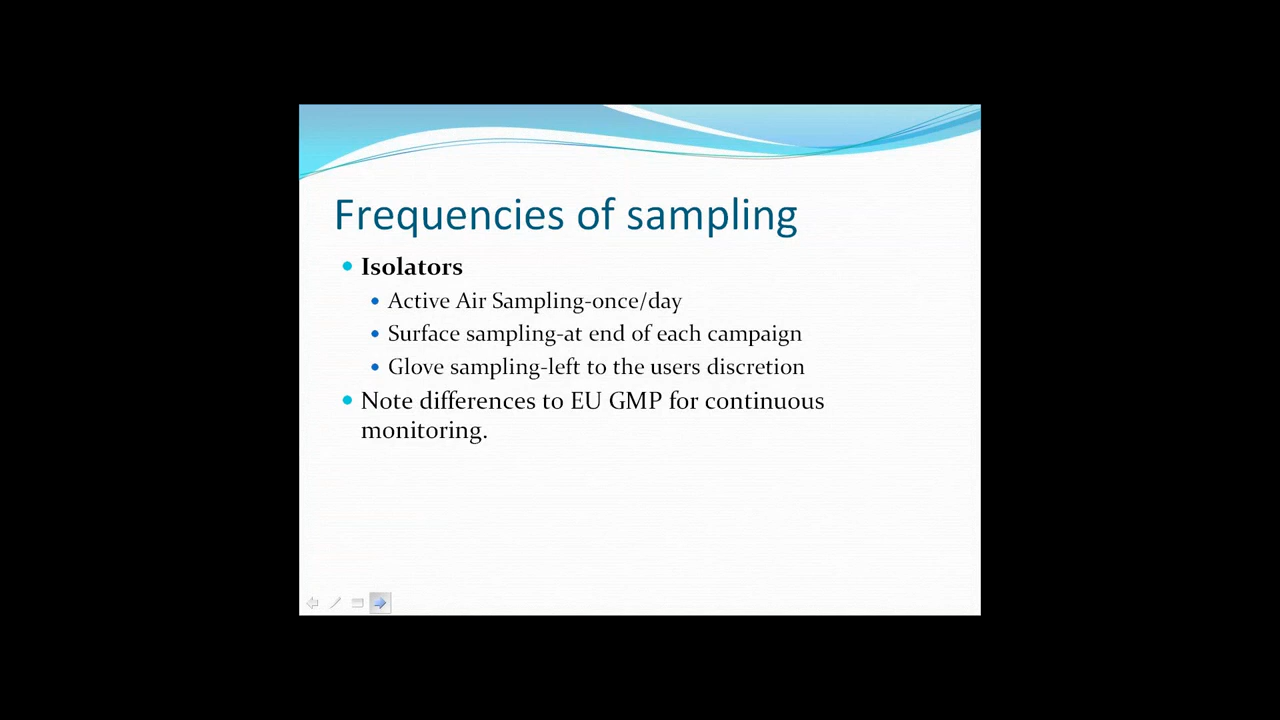 Frequencies of sampling
Isolators
Active Air Sampling-once/day
Surface sampling-at end of each campaign
Glove sampling-left to the users discretion
Note differences to EU GMP for continuous
monitoring.